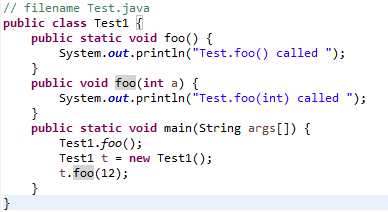 // filename Test.java
public class Test1 {
    public static void foo() {
        System.out.println("Test.foo() called ");
    }
    public void foo(int a) {
        System.out.println("Test.foo(int) called ");
    }
    public static void main(String args[]) {
        Test1.foo();
        Test1 t = new Test1();
        t.foo(12);
    }
}